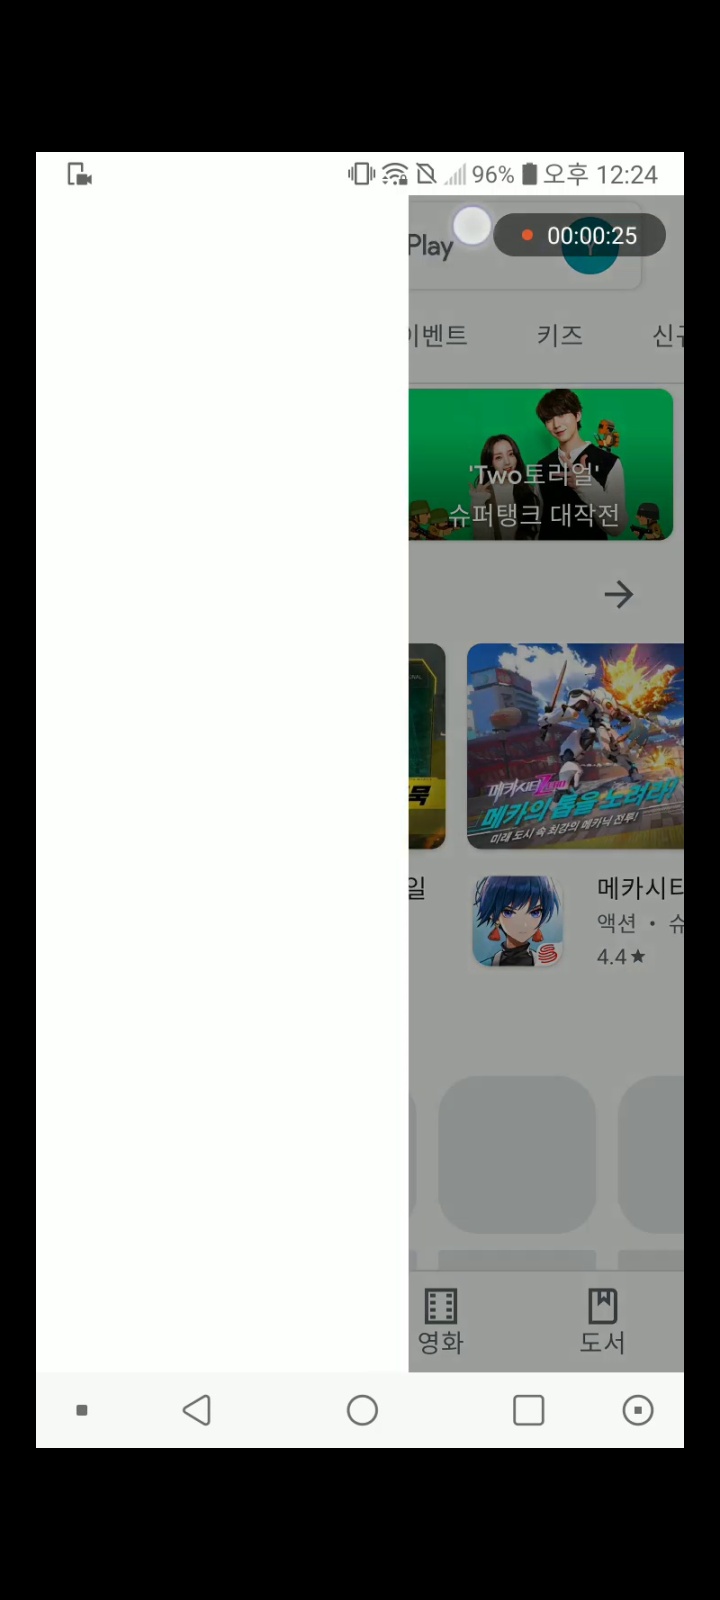 96% 오후 12:24
00:00:25
Play
이벤트 키즈 신규
'Two토리얼'
슈퍼탱크 대작전
메카시티
메카의 톱을 노려라!
미래 도시 속 최강의 메카닉 전투!
일
메카시티
액션 · 슈
4.4★
영화
도서